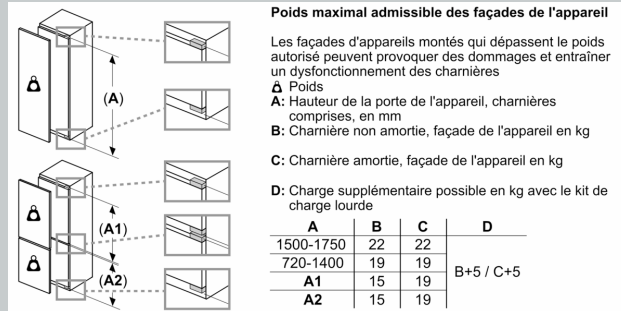 Poids maximal admissible des façades de l'appareil
Les façades d'appareils montés qui dépassent le poids
autorisé peuvent provoquer des dommages et entraîner
un dysfonctionnement des charnières
Poids
A: Hauteur de la porte de l'appareil, charnières
comprises, en mm
B: Charnière non amortie, façade de l'appareil en kg
C: Charnière amortie, façade de l'appareil en kg
D: Charge supplémentaire possible en kg avec le kit de
charge lourde
A B C D
1500-1750 22 22
720-1400 19 19
B+5 / C+5
A1 15 19
A2 15 19
(A)
(A1)
(A2)